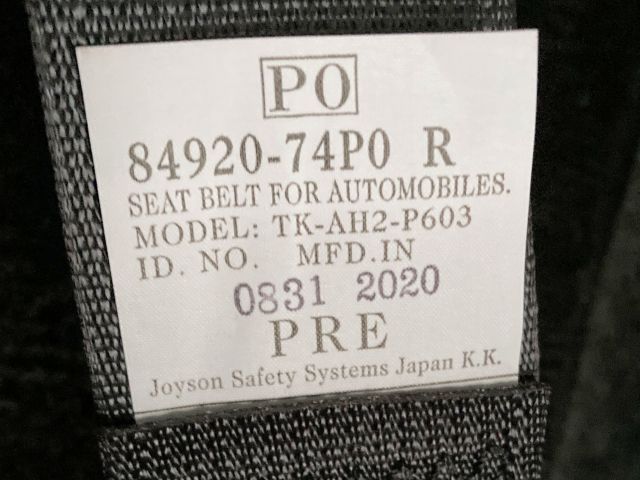 PO
84920-74P0 R
SEAT BELT FOR AUTOMOBILES.
MODEL: TK-AH2-P603
ID. NO. MFD.IN
0831 2020
PRE
Joyson Safety Systems Japan K.K.